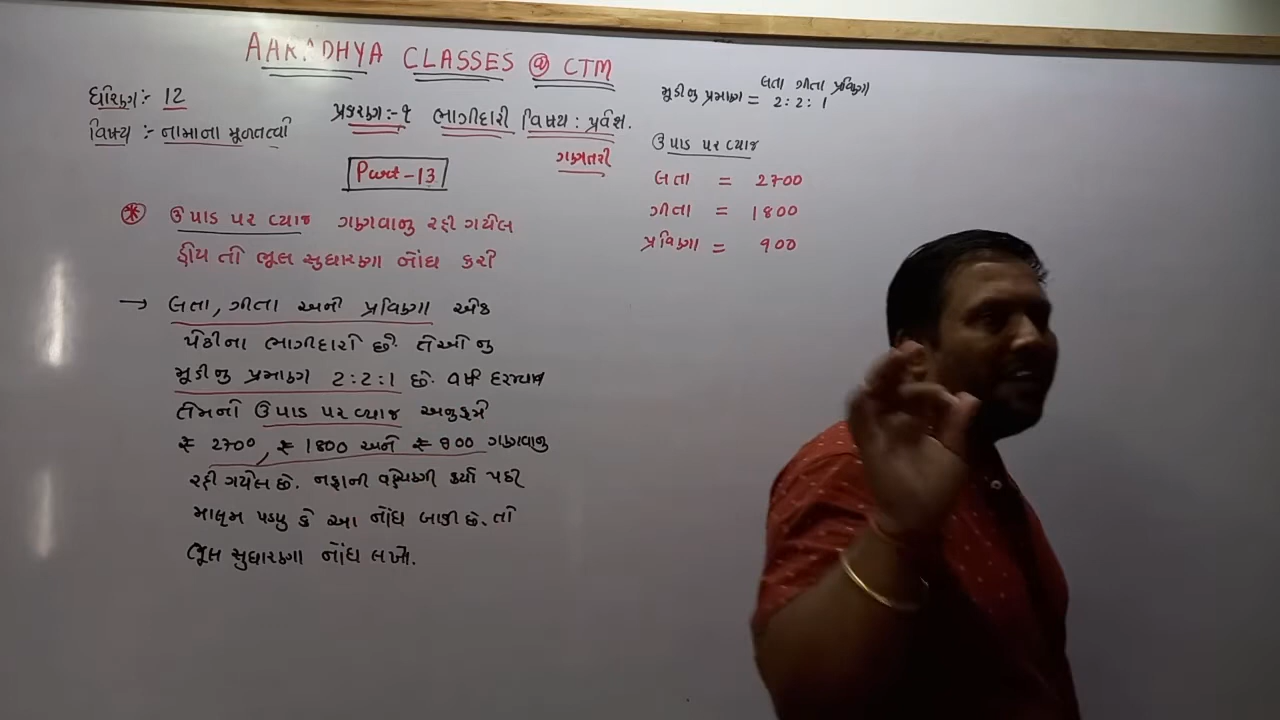 AARADHYA CLASSES @ CTM
ધોરણ:- 12
વિષય :- નામાના મૂળતત્વો
પ્રકરણ:-૧ ભાગીદારી વિષય : પ્રવેશ.
ગણતરી
Part-13
* ઉપાડ પર વ્યાજ ગણવાનુ રહી ગયેલ
હોય તો ભૂલ સુધારણા નોંધ કરો
→ લતા, ગીતા અને પ્રવિણા એક
પેઢીના ભાગીદારો છે. તેઓ નુ
મૂડીનુ પ્રમાણ 2:2:1 છે. વર્ષ દરમ્યાન
તેમનો ઉપાડ પર વ્યાજ અનુક્રમે
₹ 2700, ₹ 1800 અને ₹ 900 ગણવાનુ
રહી ગયેલ છે. નફાની વહેંચણી કર્યા પછી
માલૂમ પડ્યુ કે આ નોંધ બાકી છે. તો
ભૂલ સુધારણા નોંધ લખો.
લતા ગીતા પ્રવિણા
મૂડીનુ પ્રમાણ = 2 : 2 : 1
ઉપાડ પર વ્યાજ
લતા = 2700
ગીતા = 1800
પ્રવિણા = 900